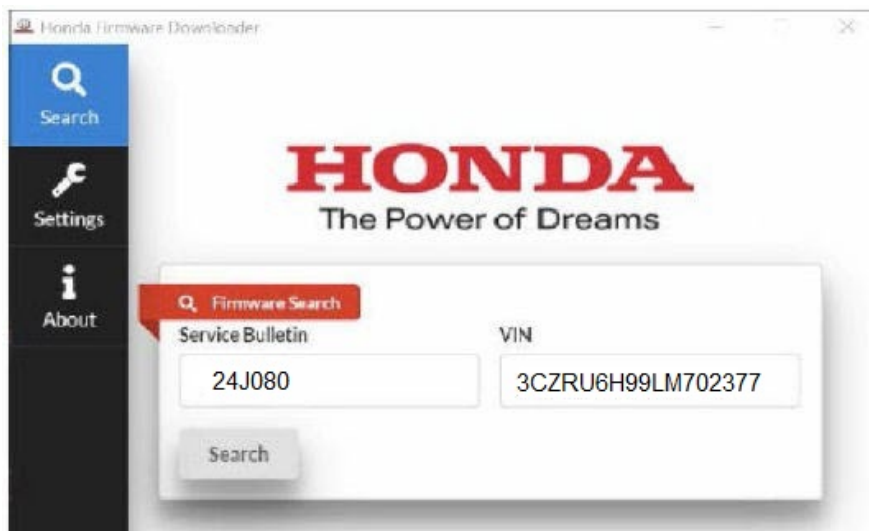 Honda Firmware Downloader
Search
Settings
About
HONDA
The Power of Dreams
Firmware Search
Service Bulletin
VIN
24J080
3CZRU6H99LM702377
Search